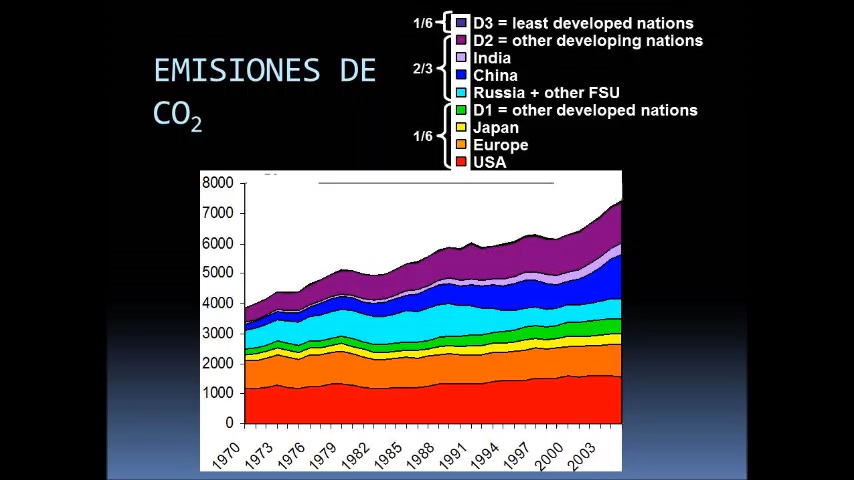 EMISIONES DE
CO2
1/6
D3 = least developed nations
2/3
D2 = other developing nations
India
China
Russia + other FSU
1/6
D1 = other developed nations
Japan
Europe
USA
8000
7000
6000
5000
4000
3000
2000
1000
0
1970
1973
1976
1979
1982
1985
1988
1991
1994
1997
2000
2003